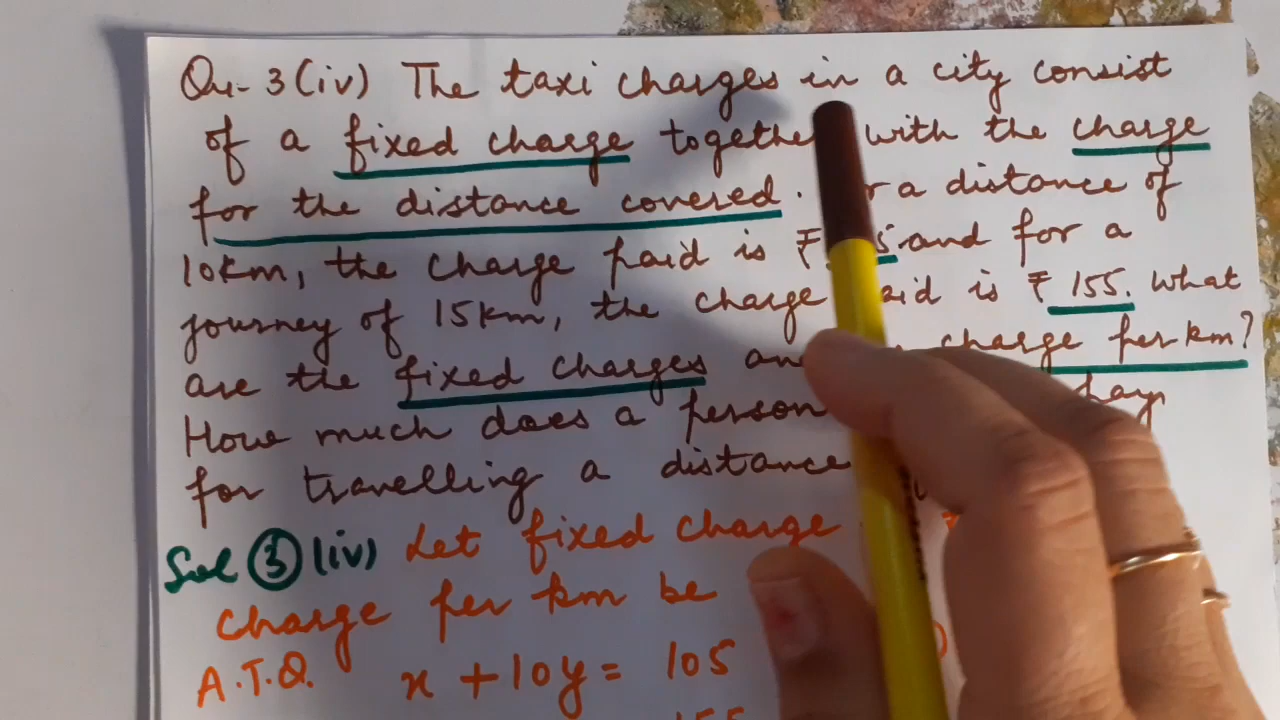 Qu- 3(iv) The taxi charges in a city consist
of a fixed charge together with the charge
for the distance covered. a distance of
10km, the charge paid is ₹ 5 and for a
journey of 15km, the charge is ₹ 155. What
are the fixed charges charge per km?
How much does a person pay
for travelling a distance
Sol ③ (iv) Let fixed charge
charge per km be
A.T.Q. x + 10y = 105
155